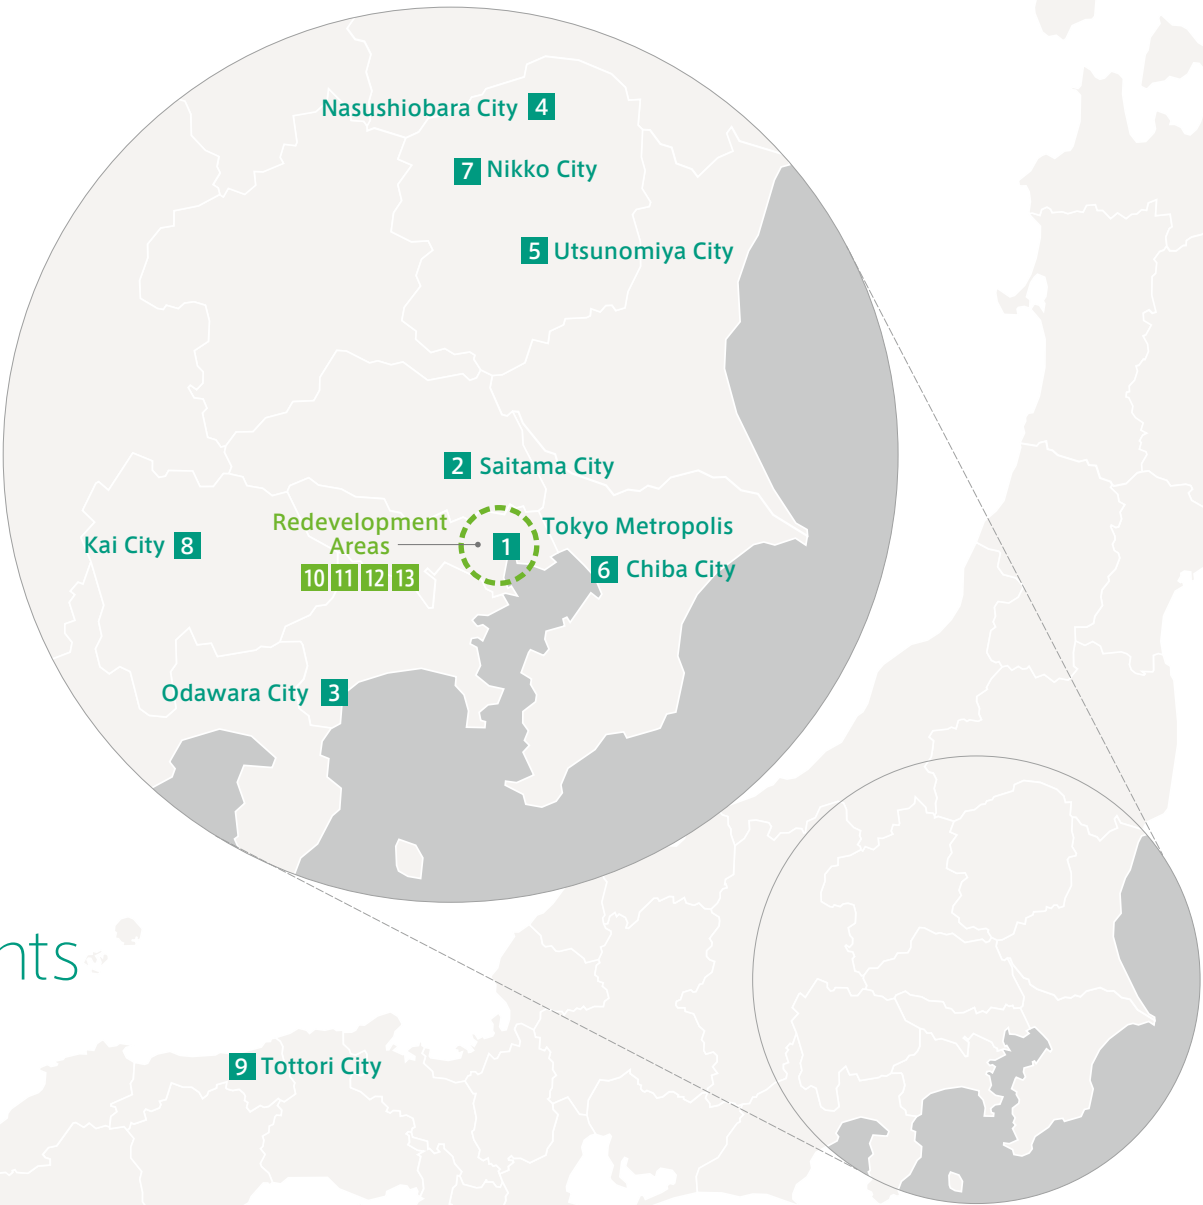 Nasushiobara City 4
7 Nikko City
5 Utsunomiya City
2 Saitama City
Redevelopment
Areas
10 11 12 13
1
Tokyo Metropolis
Kai City 8
6 Chiba City
Odawara City 3
nts
9 Tottori City